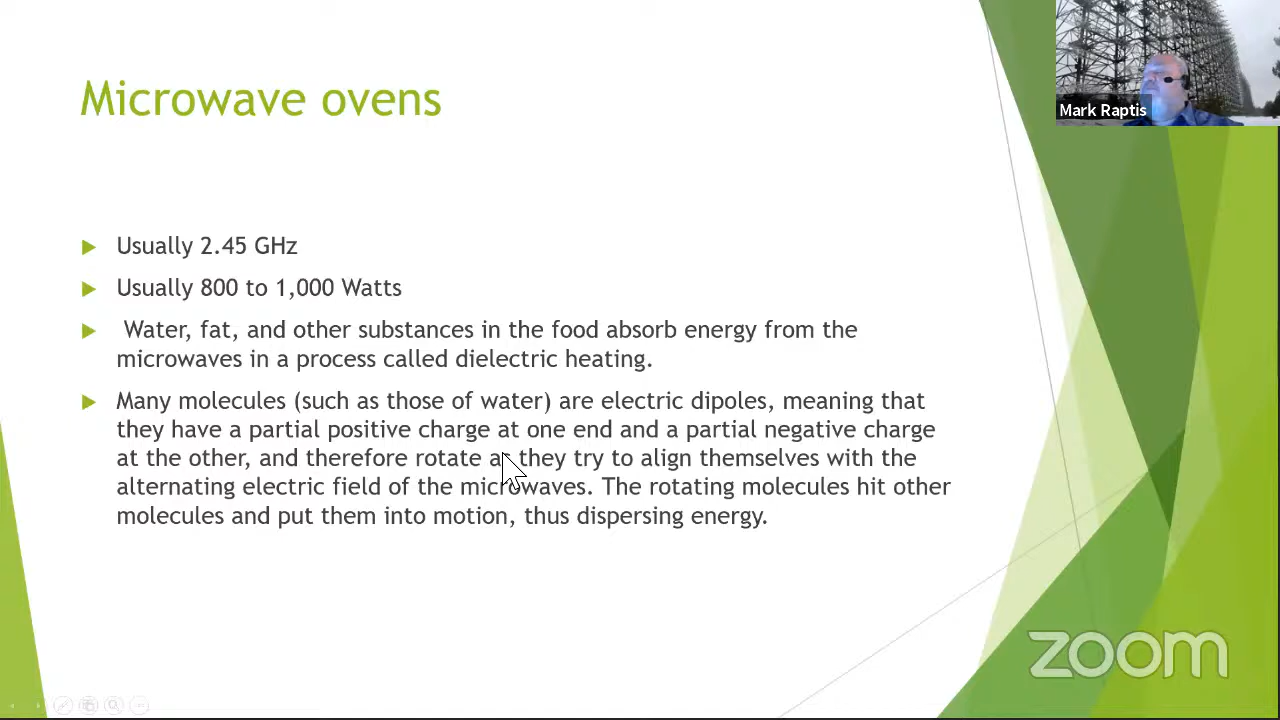 Microwave ovens
Mark Raptis
Usually 2.45 GHz
Usually 800 to 1,000 Watts
Water, fat, and other substances in the food absorb energy from the
microwaves in a process called dielectric heating.
Many molecules (such as those of water) are electric dipoles, meaning that
they have a partial positive charge at one end and a partial negative charge
at the other, and therefore rotate as they try to align themselves with the
alternating electric field of the microwaves. The rotating molecules hit other
molecules and put them into motion, thus dispersing energy.
zoom